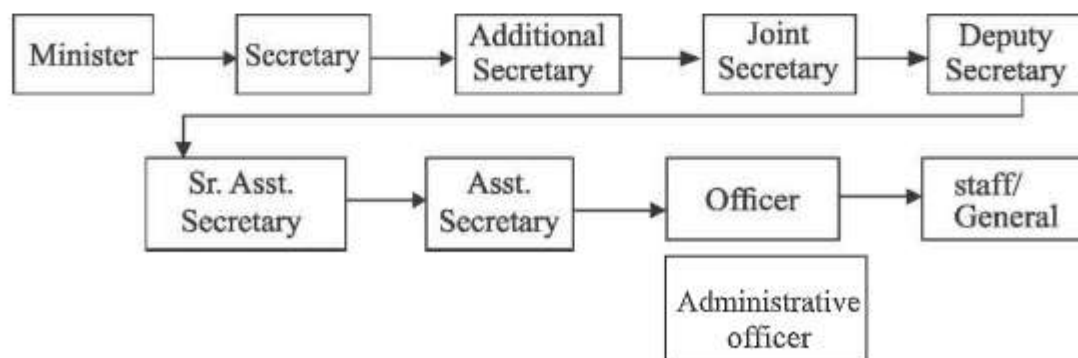 Minister
Secretary
Additional
Secretary
Joint
Secretary
Deputy
Secretary
Sr. Asst.
Secretary
Asst.
Secretary
Officer
staff/
General
Administrative
officer